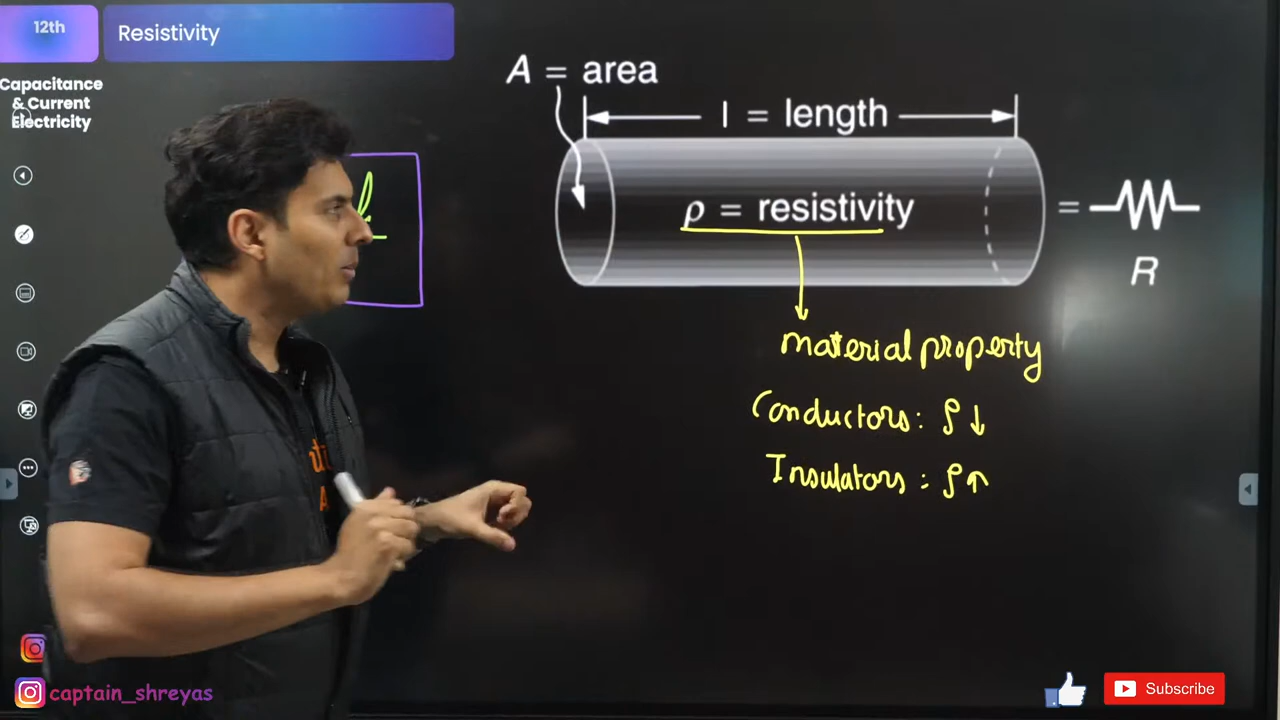 12th
Resistivity
Capacitance
& Current
Electricity
A = area
l = length
ρ = resistivity
=
R
material property
Conductors: ρ↓
Insulators: ρ↑
captain_shreyas
Subscribe